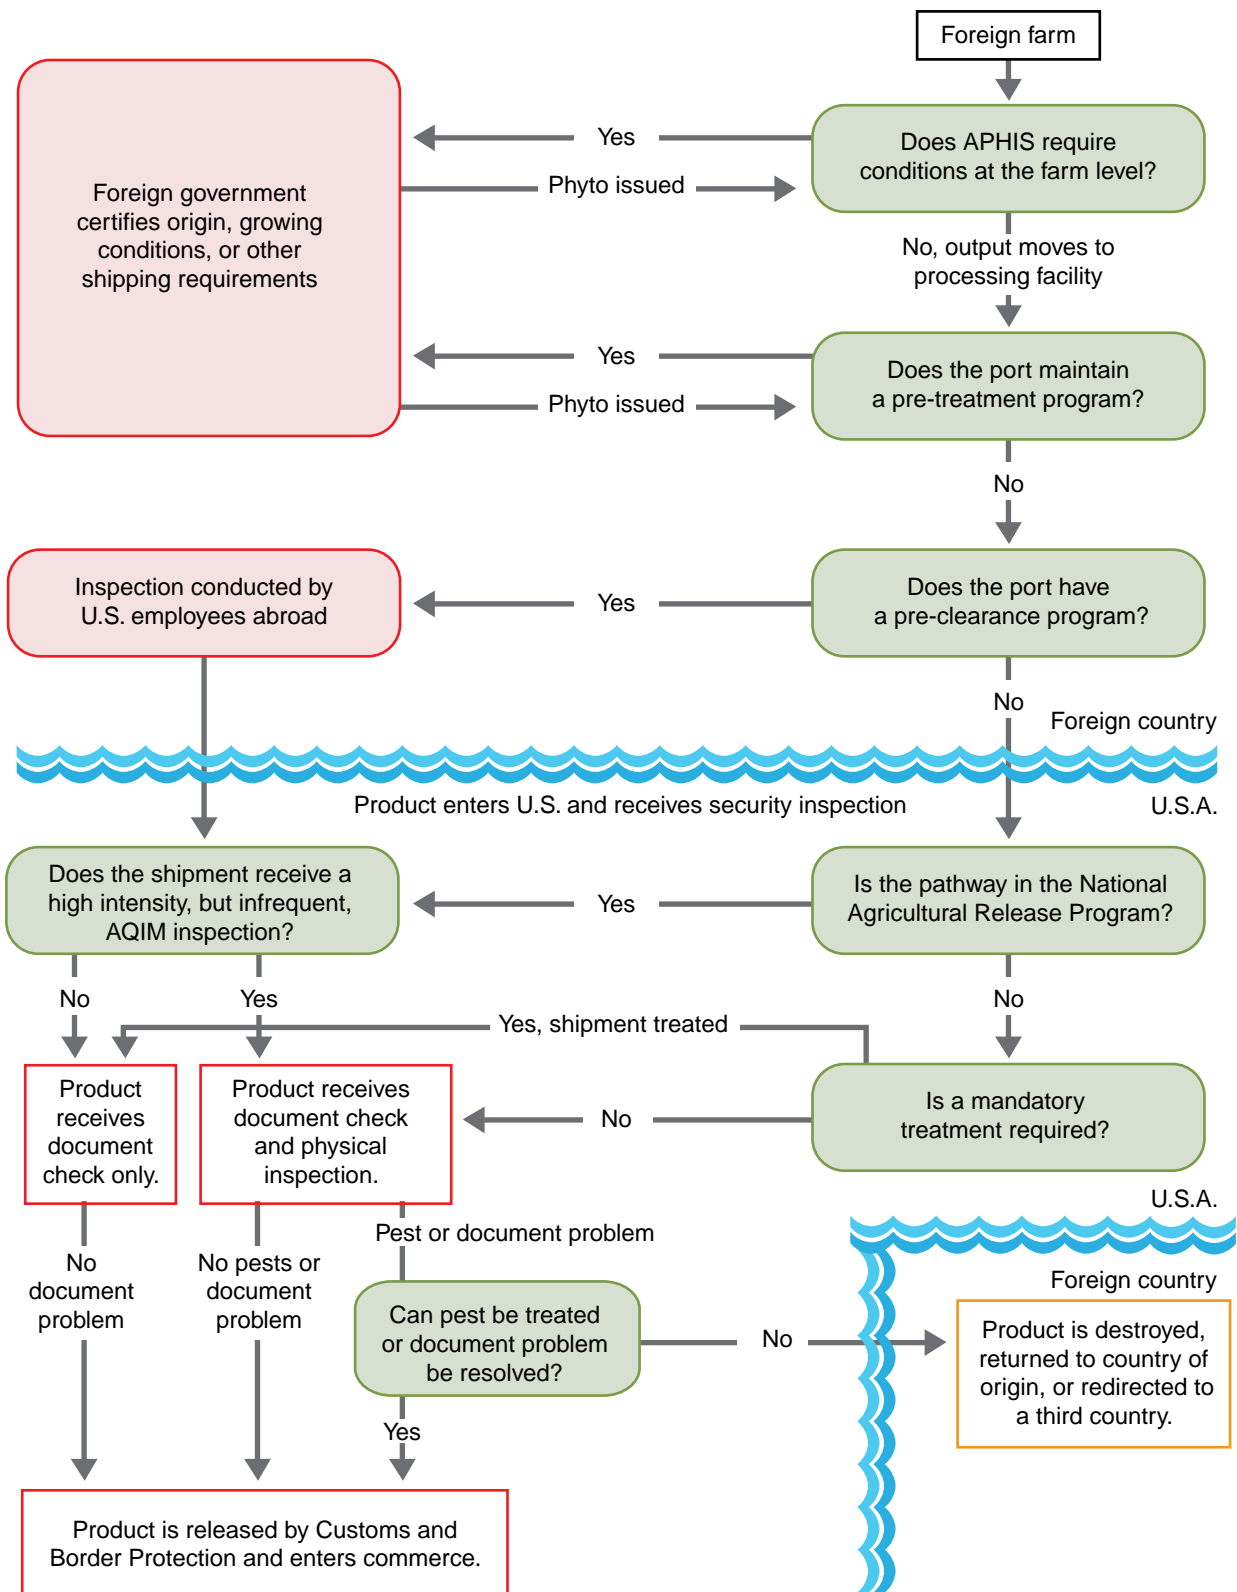 Foreign farm
Does APHIS require
conditions at the farm level?
Yes
Phyto issued
Foreign government
certifies origin, growing
conditions, or other
shipping requirements
No, output moves to
processing facility
Does the port maintain
a pre-treatment program?
Yes
Phyto issued
No
Does the port have
a pre-clearance program?
Yes
Inspection conducted by
U.S. employees abroad
No
Foreign country
Product enters U.S. and receives security inspection
U.S.A.
Does the shipment receive a
high intensity, but infrequent,
AQIM inspection?
Yes
Is the pathway in the National
Agricultural Release Program?
No
Yes
No
Yes, shipment treated
Product
receives
document
check only.
Product receives
document check
and physical
inspection.
No
Is a mandatory
treatment required?
U.S.A.
Foreign country
No
document
problem
No pests or
document
problem
Pest or document problem
Can pest be treated
or document problem
be resolved?
No
Product is destroyed,
returned to country of
origin, or redirected to
a third country.
Yes
Product is released by Customs and
Border Protection and enters commerce.